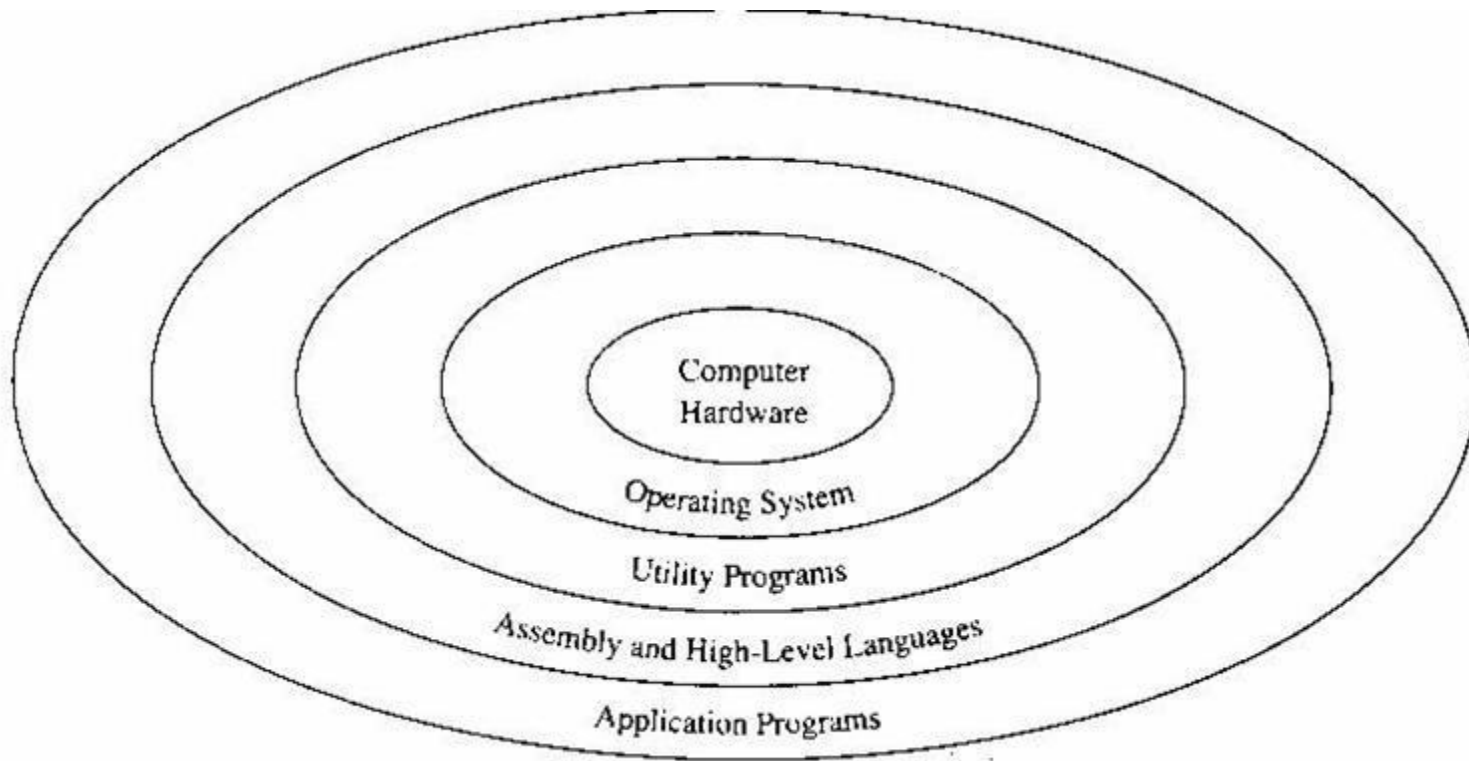 Computer
Hardware
Operating System
Utility Programs
Assembly and High-Level Languages
Application Programs